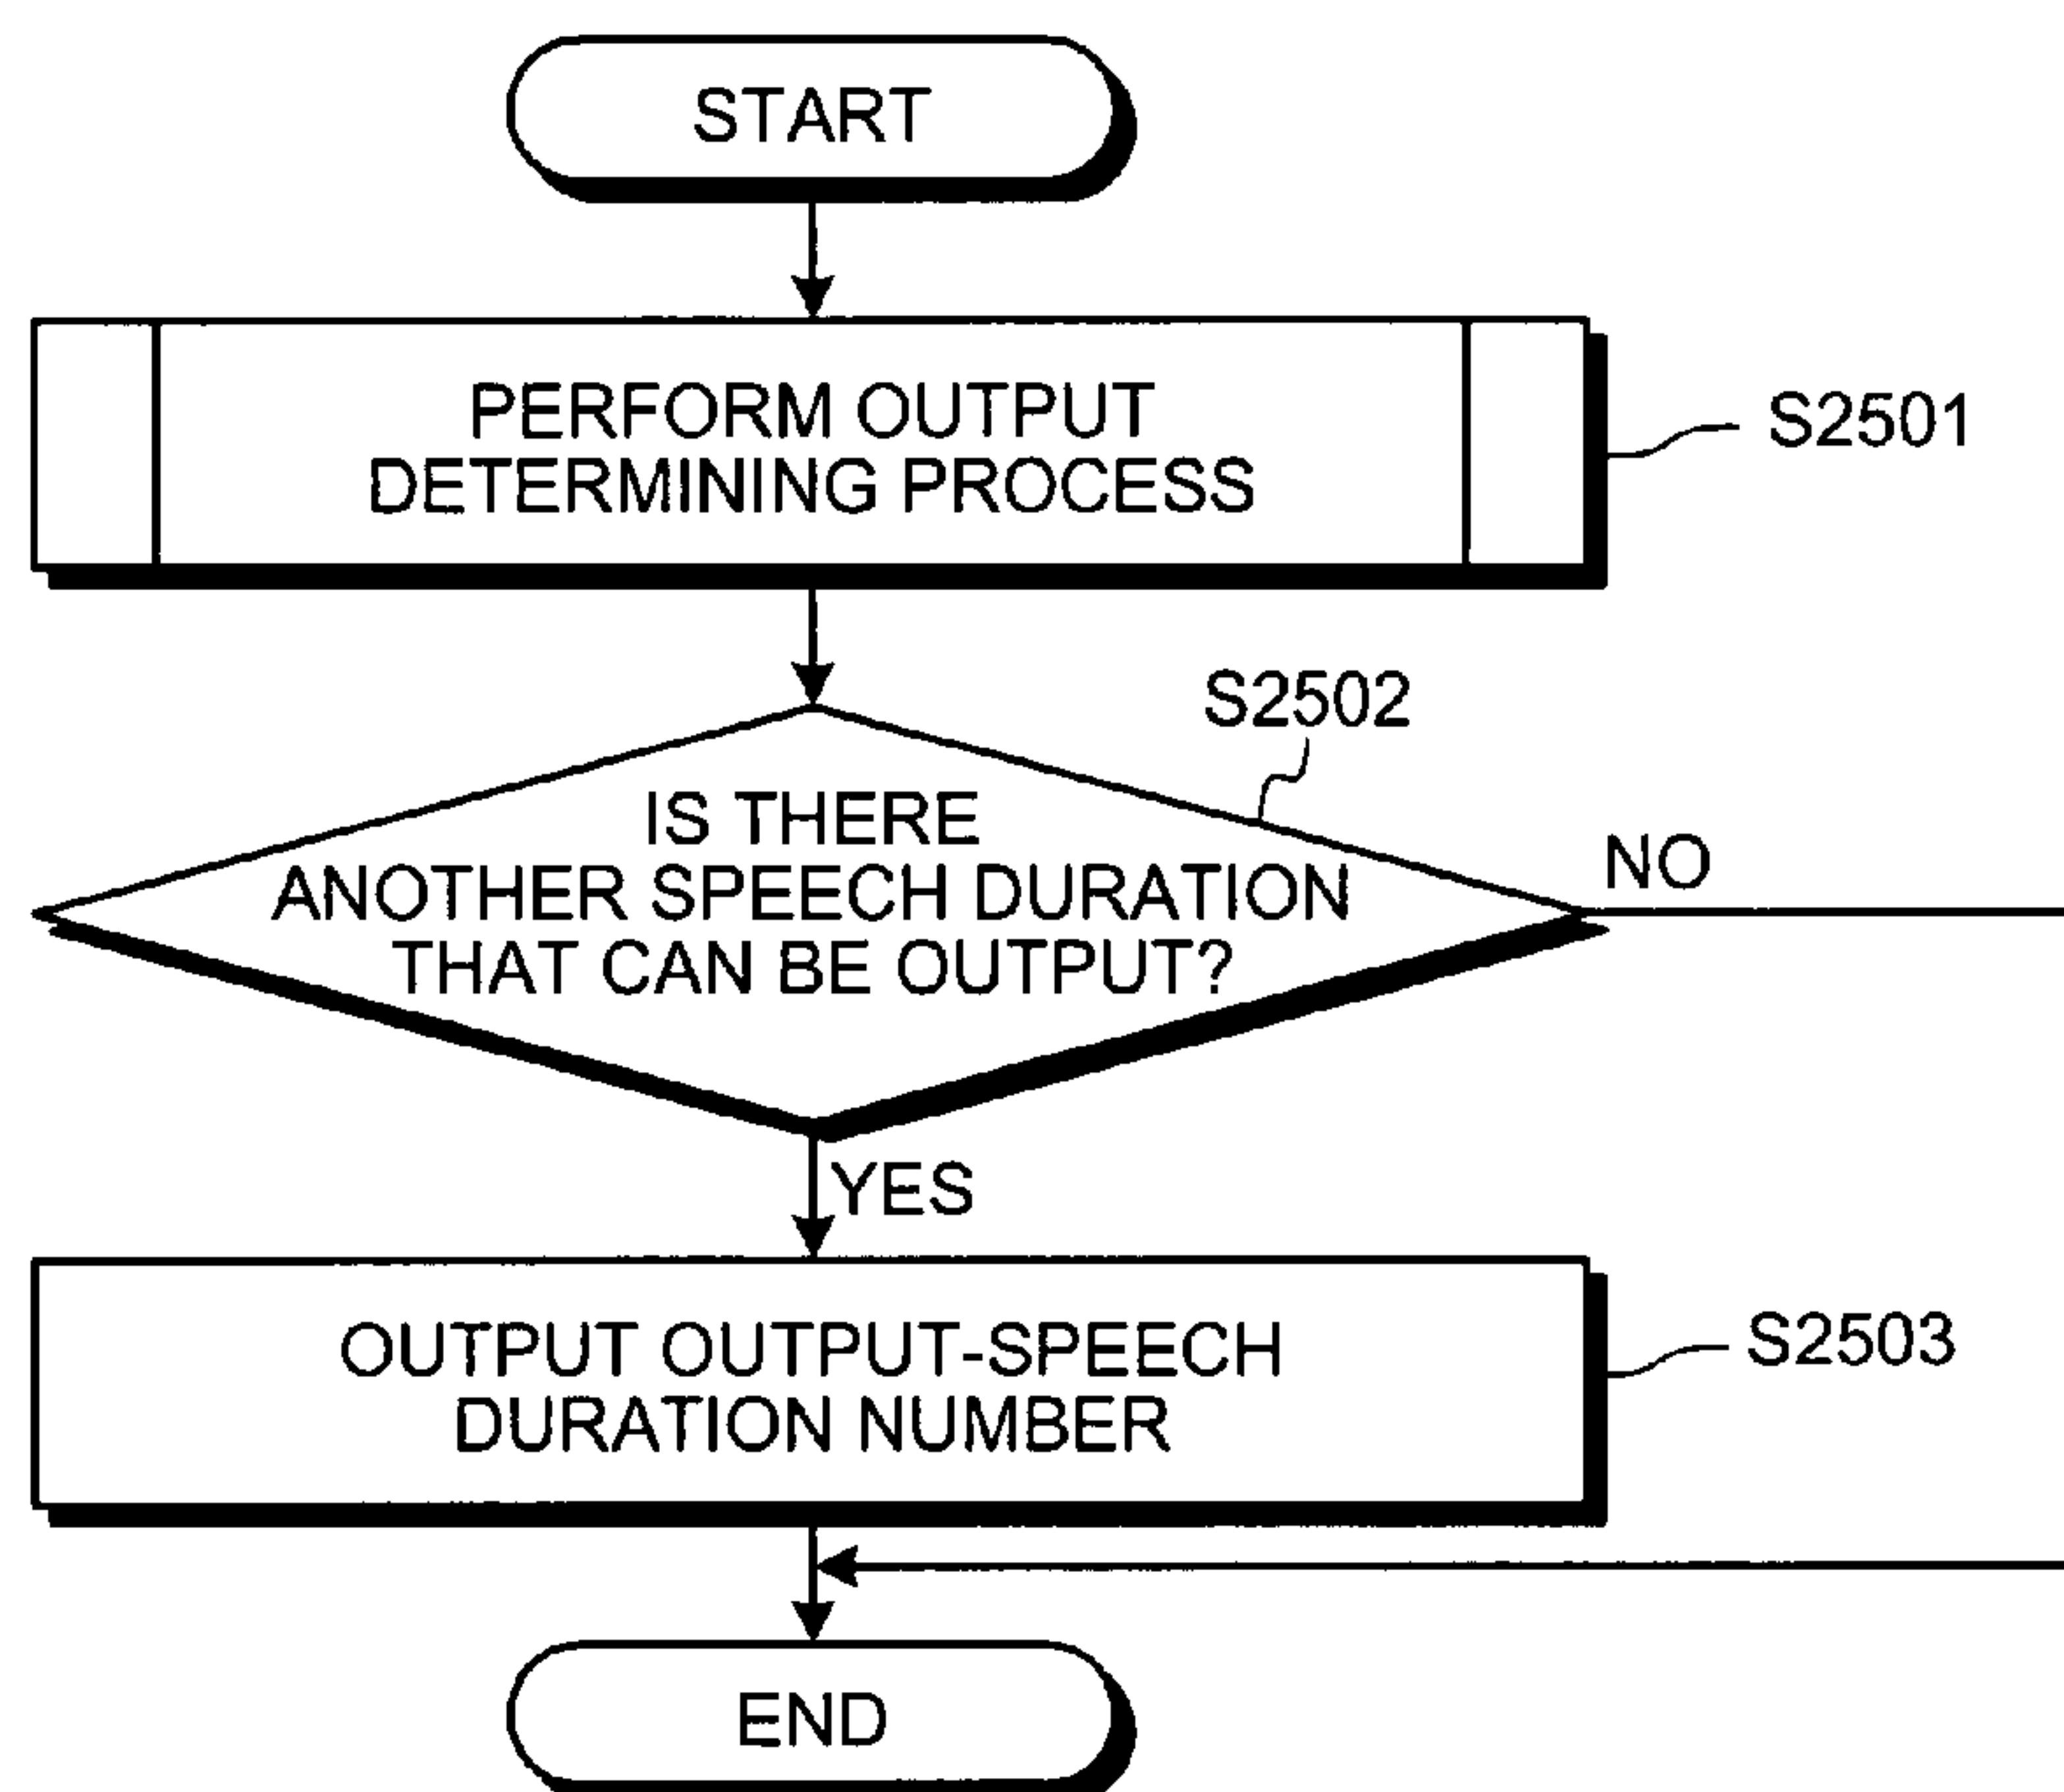 START
PERFORM OUTPUT
DETERMINING PROCESS
S2501
S2502
IS THERE
ANOTHER SPEECH DURATION
THAT CAN BE OUTPUT?
NO
YES
OUTPUT OUTPUT-SPEECH
DURATION NUMBER
S2503
END